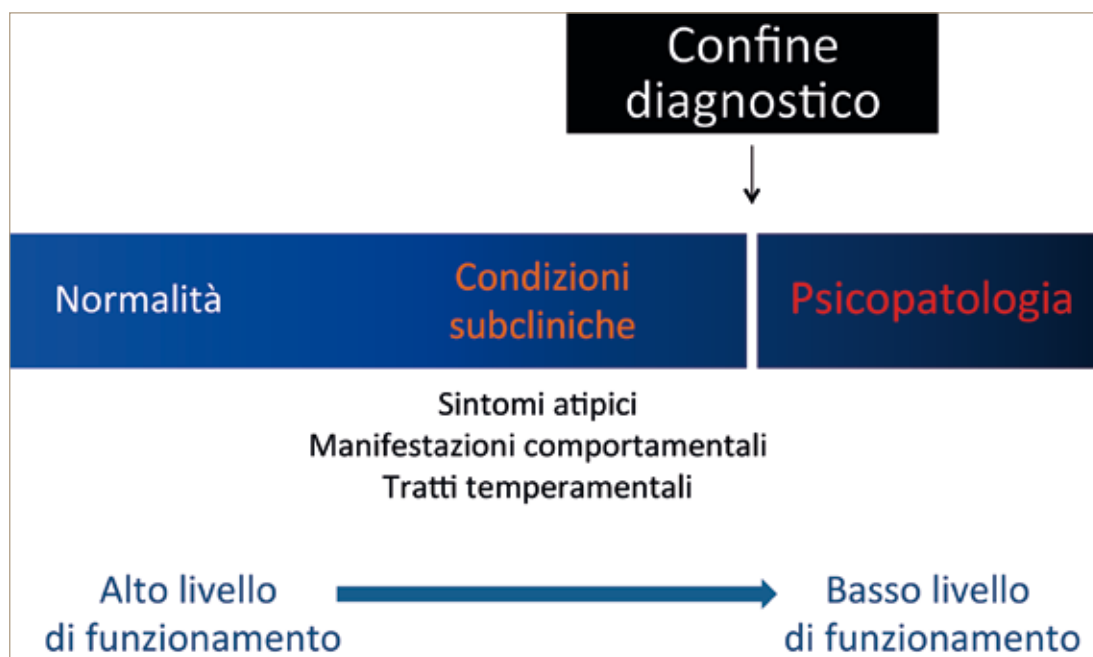 Confine
diagnostico
Normalità
Condizioni
subcliniche
Psicopatologia
Sintomi atipici
Manifestazioni comportamentali
Tratti temperamentali
Alto livello
di funzionamento
Basso livello
di funzionamento